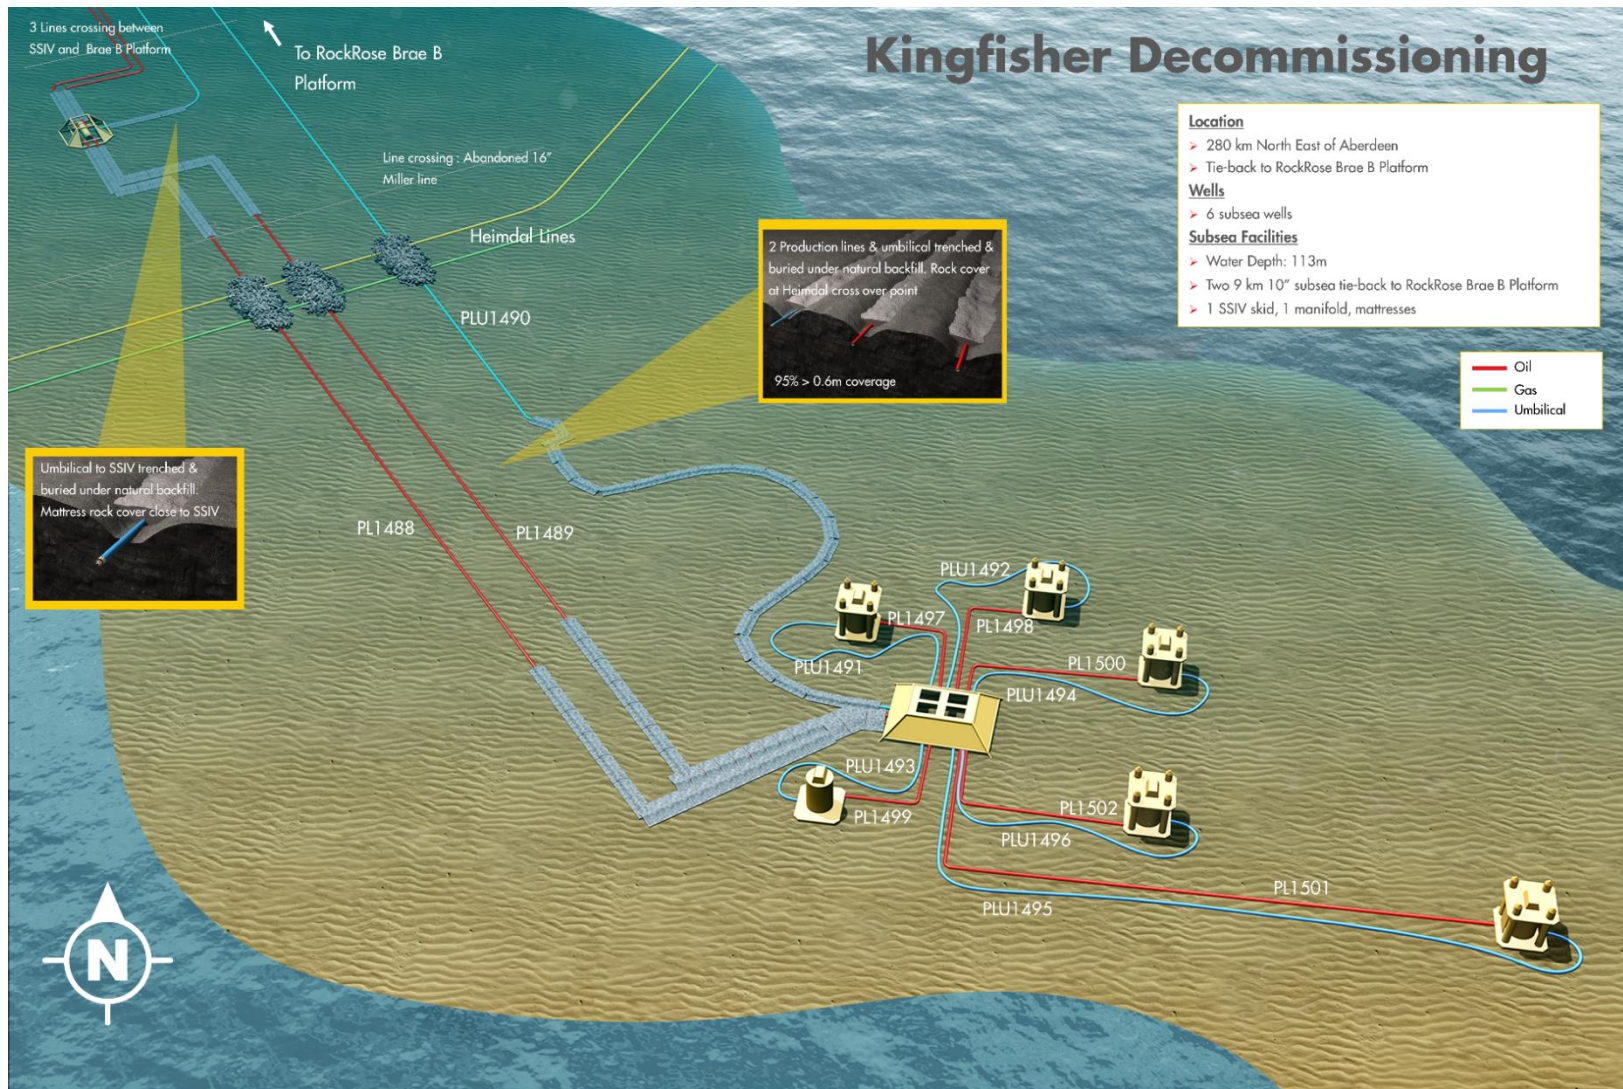 3 Lines crossing between
SSIV and Brae B Platform
To RockRose Brae B
Platform
Kingfisher Decommissioning
Location
➢ 280 km North East of Aberdeen
➢ Tie-back to RockRose Brae B Platform
Wells
➢ 6 subsea wells
Subsea Facilities
➢ Water Depth: 113m
➢ Two 9 km 10" subsea tie-back to RockRose Brae B Platform
➢ 1 SSIV skid, 1 manifold, mattresses
Line crossing : Abandoned 16"
Miller line
Heimdal Lines
2 Production lines & umbilical trenched &
buried under natural backfill. Rock cover
at Heimdal cross over point
95% > 0.6m coverage
Oil
Gas
Umbilical
PLU1490
Umbilical to SSIV trenched &
buried under natural backfill.
Mattress rock cover close to SSIV
PL1488
PL1489
PLU1492
PL1497
PL1498
PLU1491
PL1500
PLU1494
PLU1493
PL1499
PL1502
PLU1496
PL1501
PLU1495
N